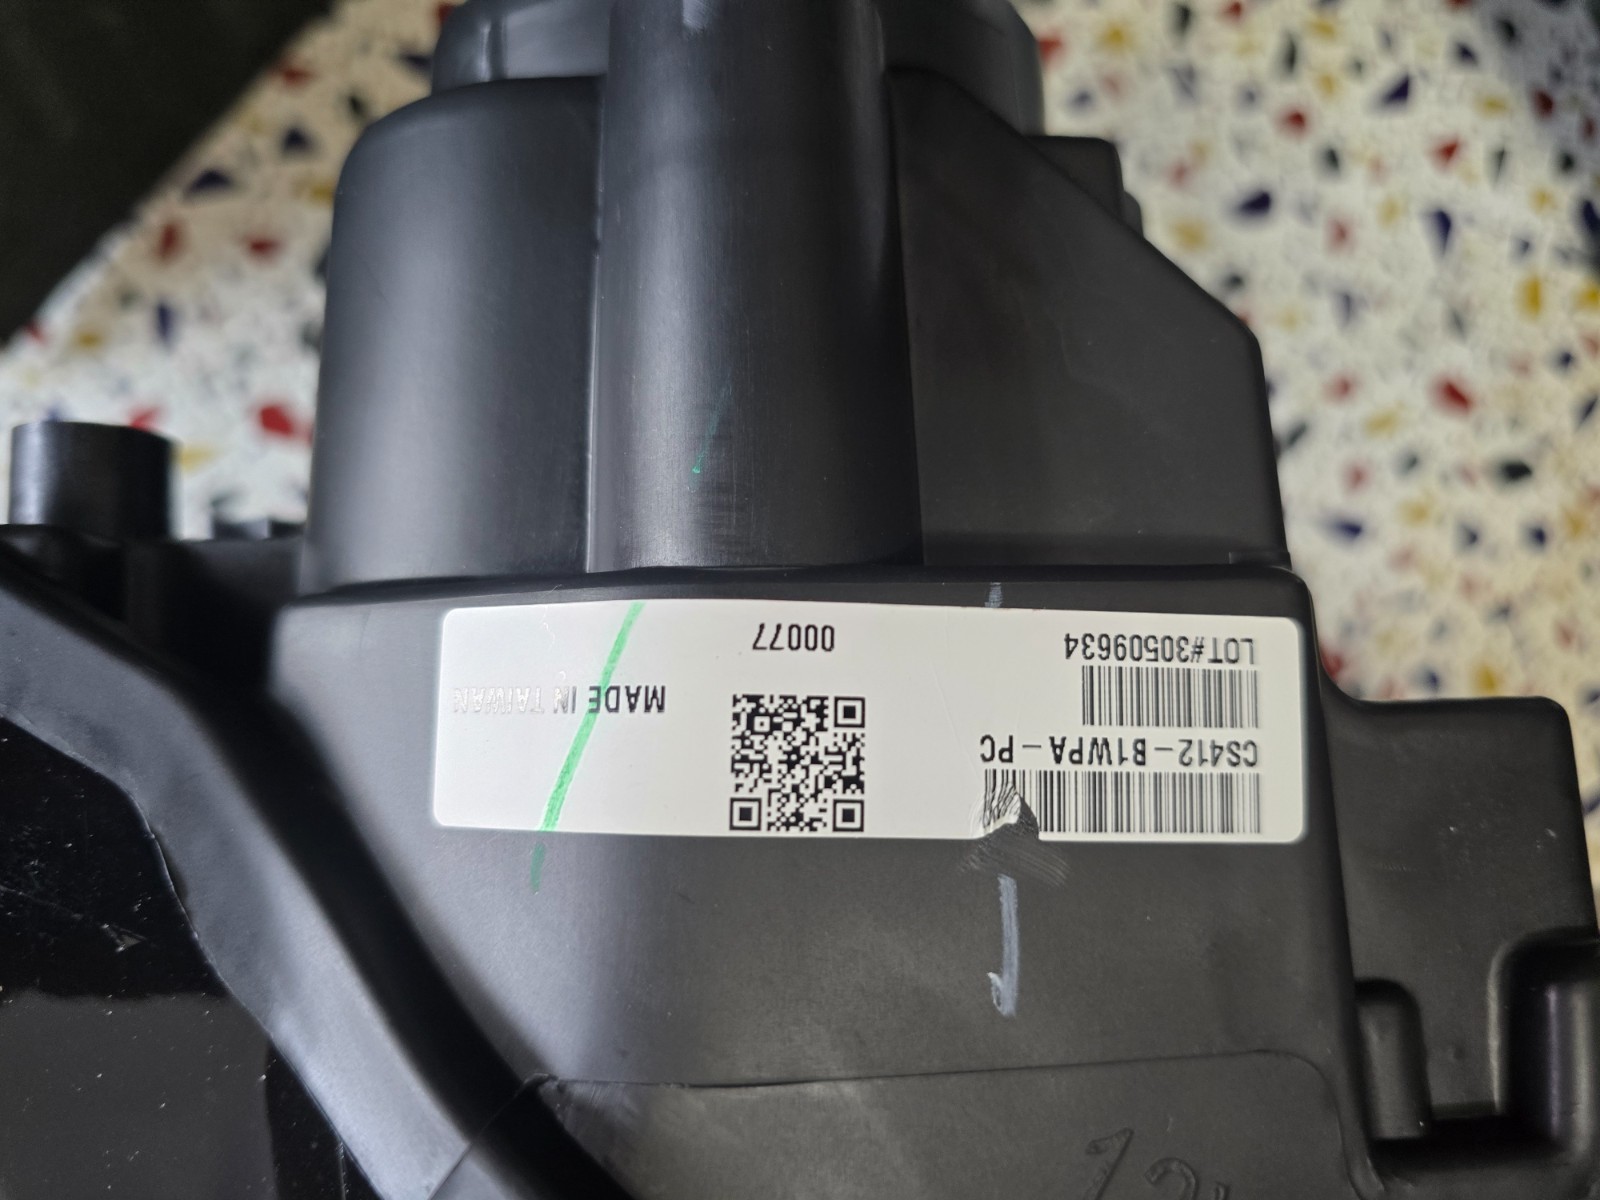 CS412-B1WPA-PC
LOT#30509634
00077
MADE IN TAIWAN